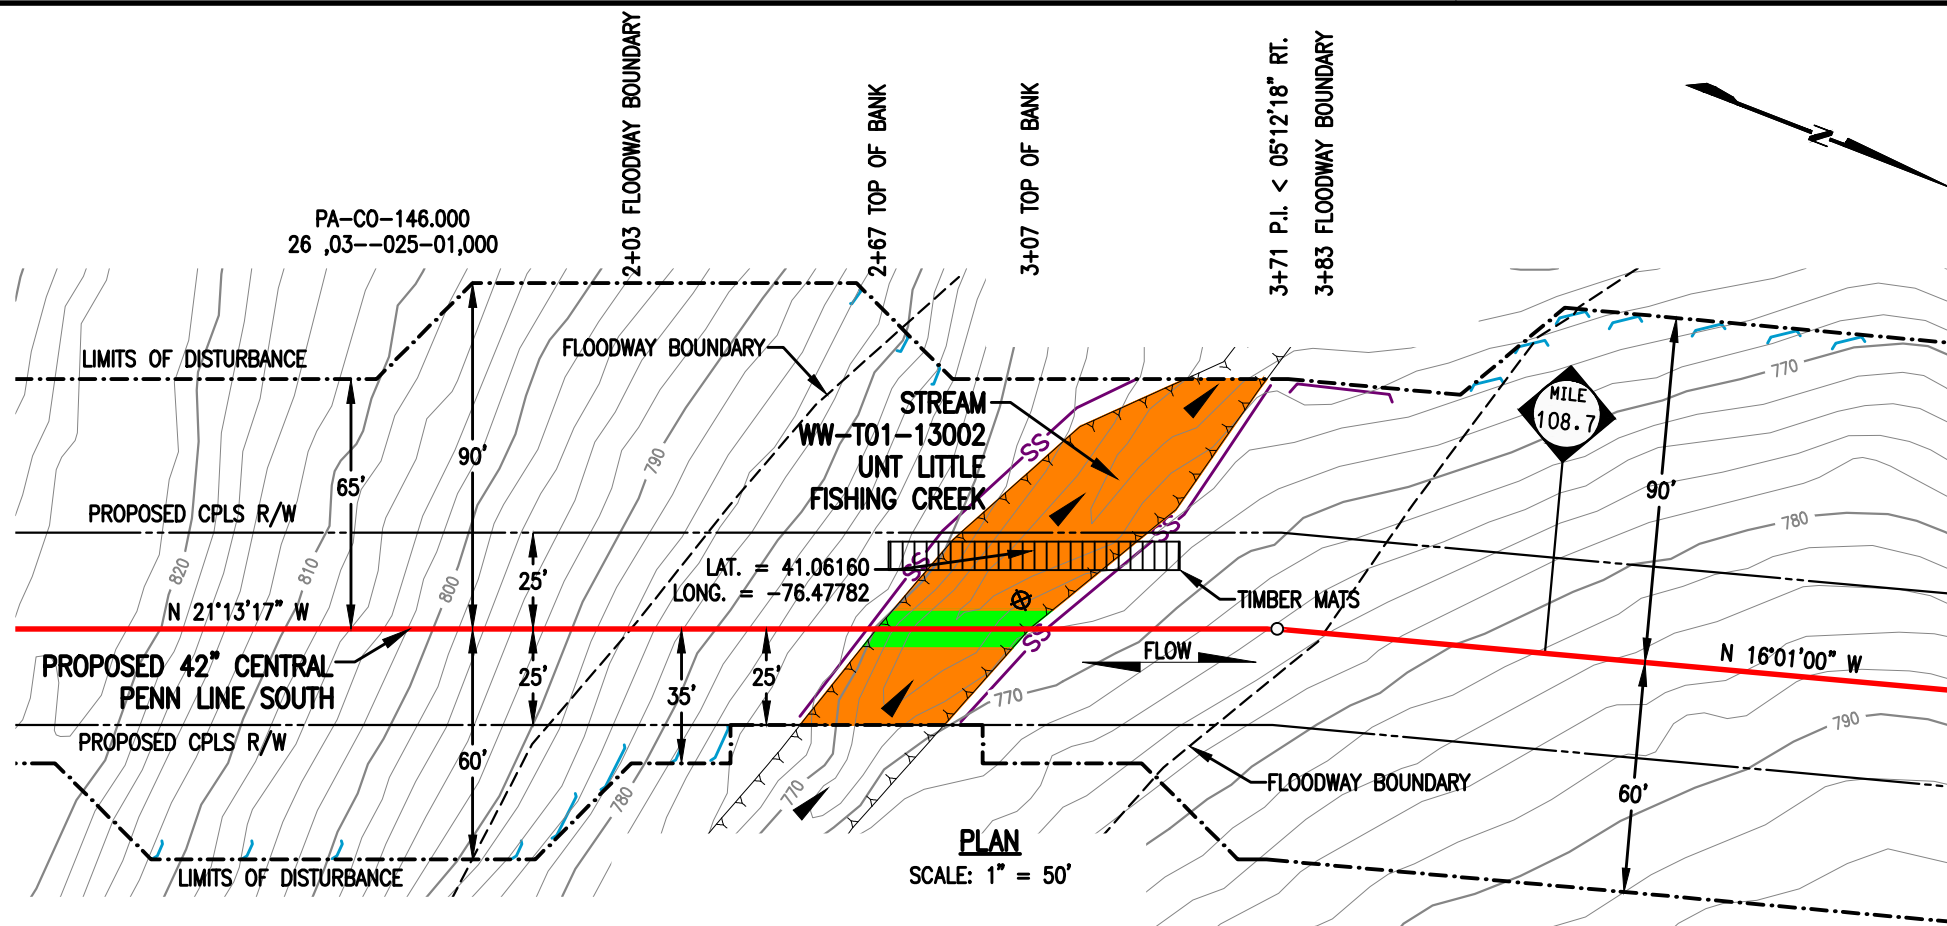 2+03 FLOODWAY BOUNDARY
2+67 TOP OF BANK
3+07 TOP OF BANK
3+71 P.I. < 05°12'18" RT.
3+83 FLOODWAY BOUNDARY
N
PA-CO-146.000
26 ,03--025-01,000
LIMITS OF DISTURBANCE
FLOODWAY BOUNDARY
STREAM
WW-T01-13002
UNT LITTLE
FISHING CREEK
MILE
108.7
770
780
790
90'
65'
90'
PROPOSED CPLS R/W
SS
SS
SS
SS
820
810
800
790
25'
LAT. = 41.06160
LONG. = -76.47782
TIMBER MATS
N 21°13'17" W
PROPOSED 42" CENTRAL
PENN LINE SOUTH
25'
35'
25'
FLOW
N 16°01'00" W
770
PROPOSED CPLS R/W
60'
780
770
FLOODWAY BOUNDARY
60'
LIMITS OF DISTURBANCE
PLAN
SCALE: 1" = 50'